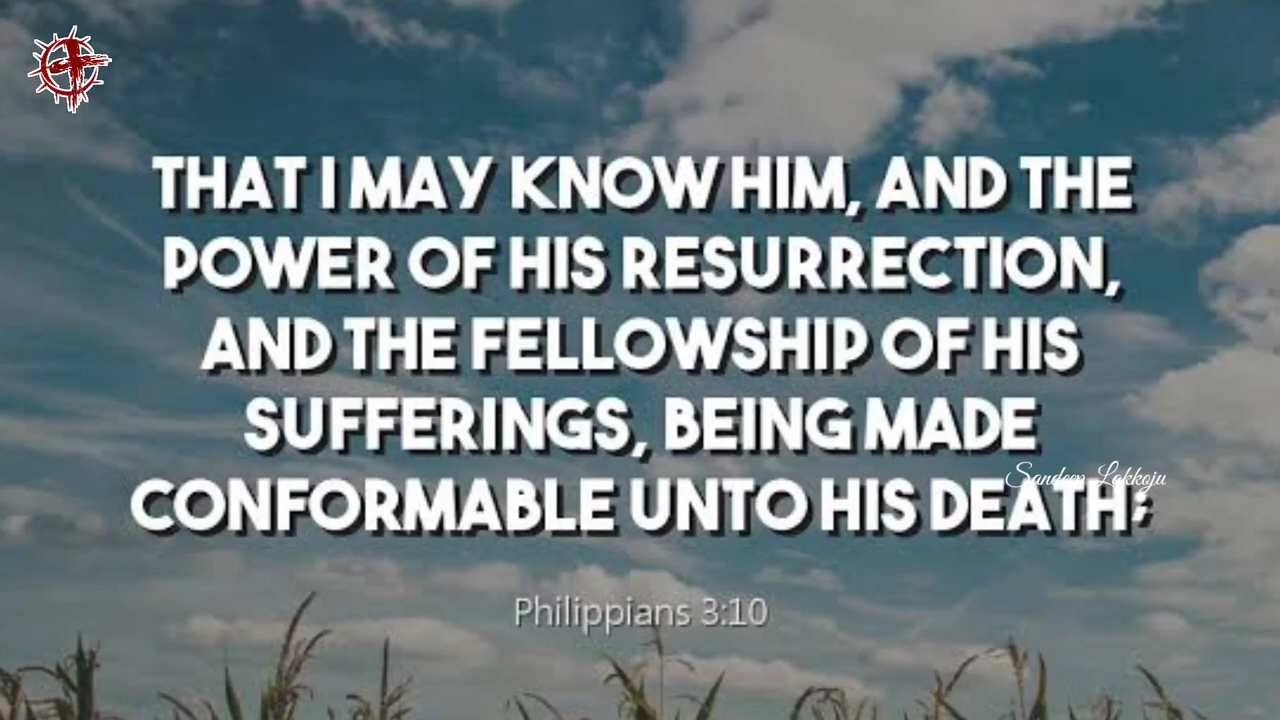 THAT I MAY KNOW HIM, AND THE
POWER OF HIS RESURRECTION,
AND THE FELLOWSHIP OF HIS
SUFFERINGS, BEING MADE
Sandeep Lakkoju
CONFORMABLE UNTO HIS DEATH;
Philippians 3:10